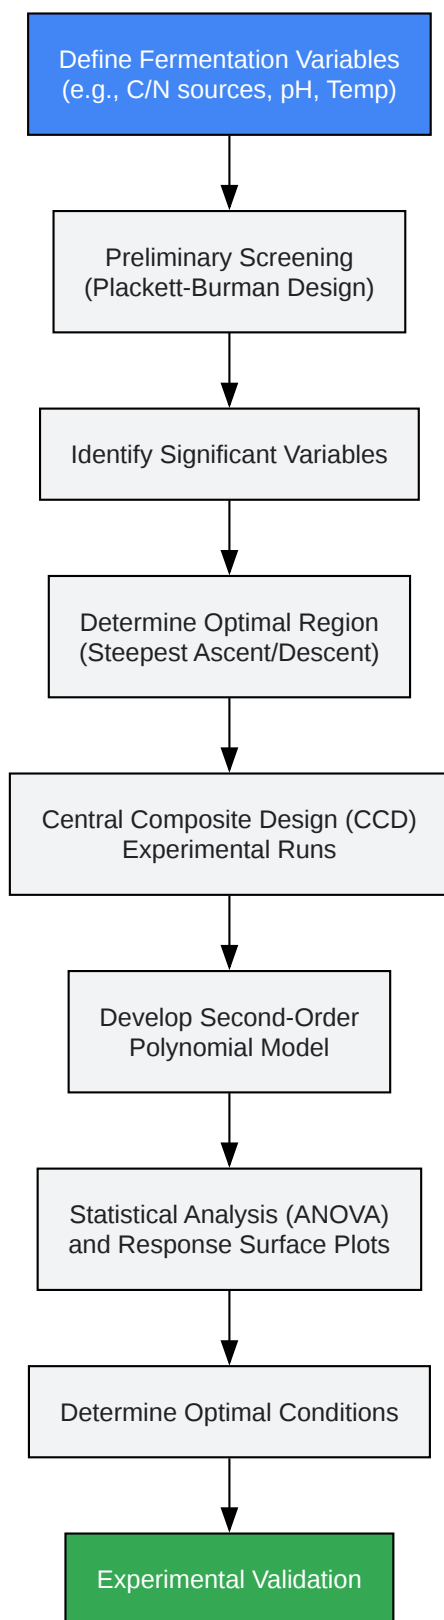 Define Fermentation Variables
(e.g., C/N sources, pH, Temp)
Preliminary Screening
(Plackett-Burman Design)
Identify Significant Variables
Determine Optimal Region
(Steepest Ascent/Descent)
Central Composite Design (CCD)
Experimental Runs
Develop Second-Order
Polynomial Model
Statistical Analysis (ANOVA)
and Response Surface Plots
Determine Optimal Conditions
Experimental Validation